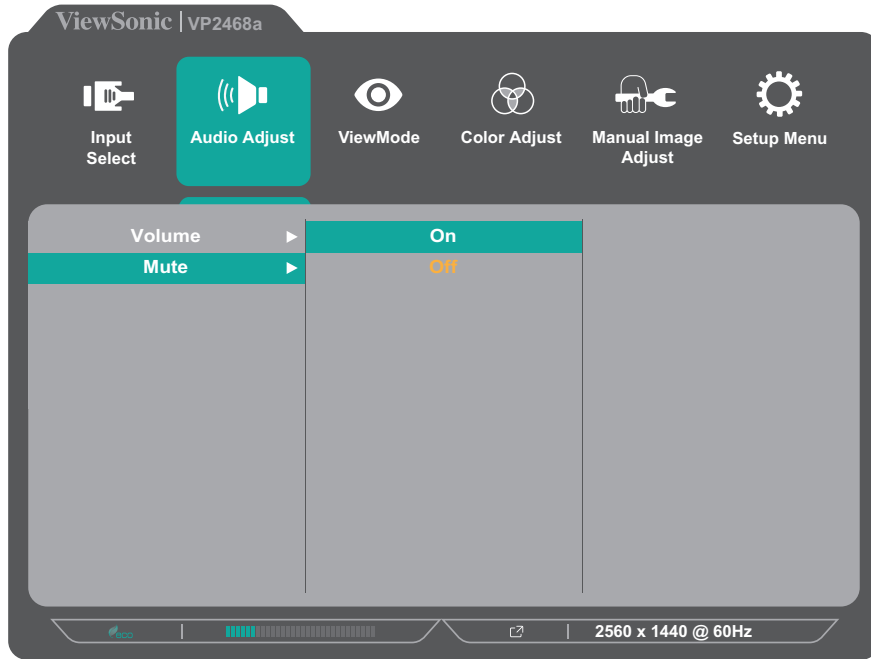 ViewSonic | VP2468a
Input Select
Audio Adjust
ViewMode
Color Adjust
Manual Image Adjust
Setup Menu
Volume
On
Mute
Off
eco
2560 x 1440 @ 60Hz